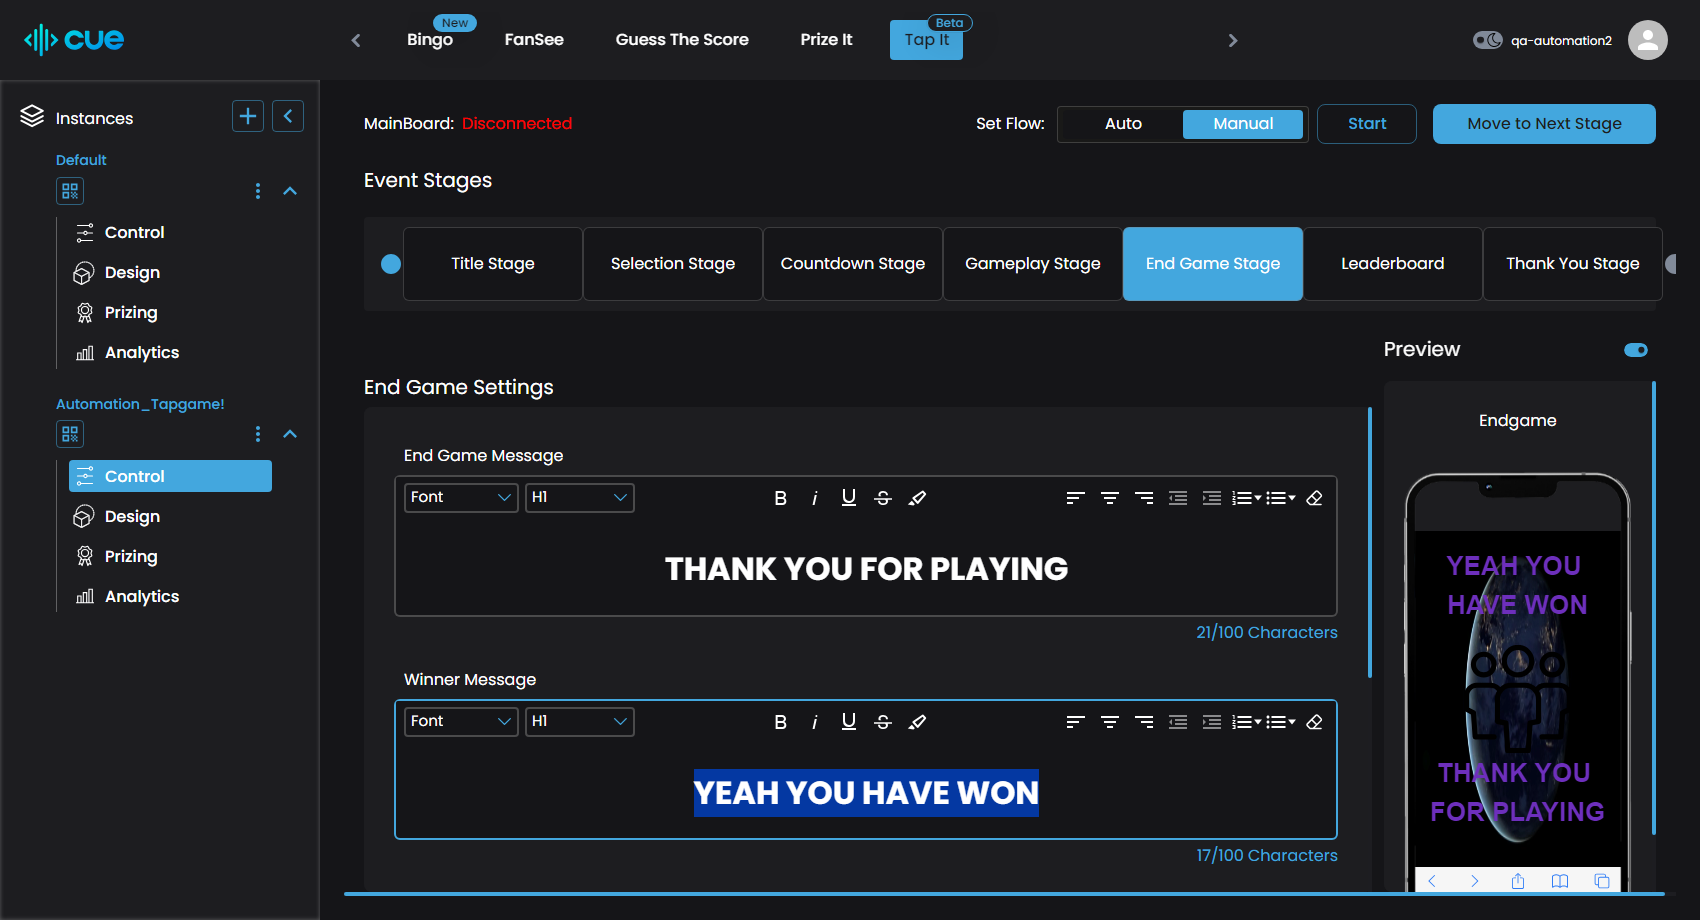 cue
New
Bingo
FanSee
Guess The Score
Prize It
Beta
Tap It
qa-automation2
Instances
Default
Control
Design
Prizing
Analytics
Automation_Tapgame!
Control
Design
Prizing
Analytics
MainBoard: Disconnected
Set Flow:
Auto
Manual
Start
Move to Next Stage
Event Stages
Title Stage
Selection Stage
Countdown Stage
Gameplay Stage
End Game Stage
Leaderboard
Thank You Stage
End Game Settings
End Game Message
Font
H1
B
i
U
S
THANK YOU FOR PLAYING
21/100 Characters
Winner Message
Font
H1
B
i
U
S
YEAH YOU HAVE WON
17/100 Characters
Preview
Endgame
YEAH YOU
HAVE WON
THANK YOU
FOR PLAYING